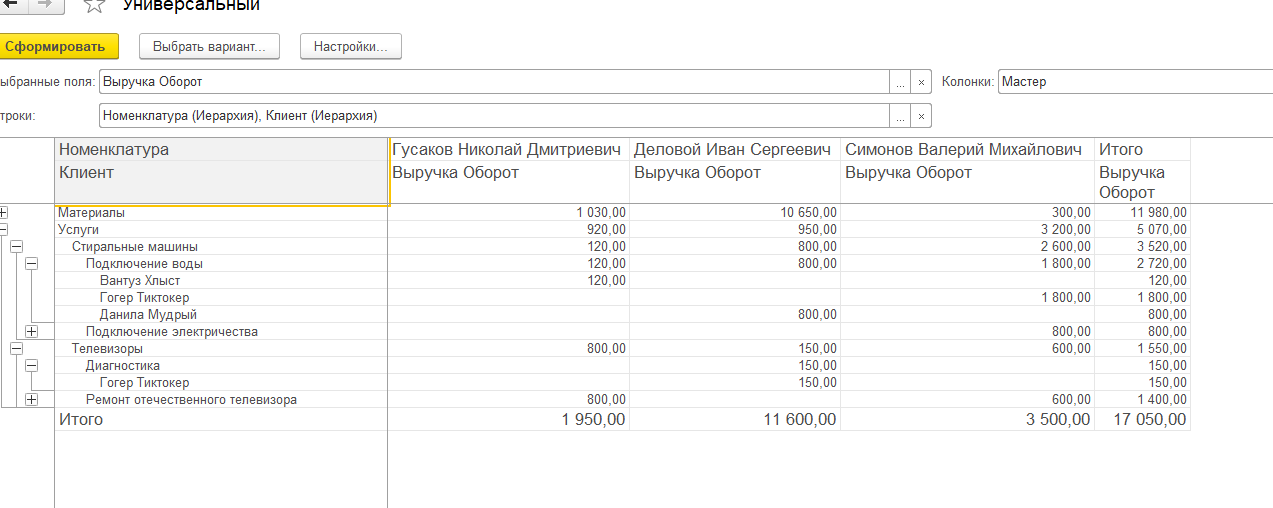 Универсальный
Сформировать Выбрать вариант... Настройки...
ыбранные поля: Выручка Оборот ... × Колонки: Мастер
троки: Номенклатура (Иерархия), Клиент (Иерархия) ... ×
Номенклатура Гусаков Николай Дмитриевич Деловой Иван Сергеевич Симонов Валерий Михайлович Итого
Клиент Выручка Оборот Выручка Оборот Выручка Оборот Выручка
Оборот
Материалы 1 030,00 10 650,00 300,00 11 980,00
Услуги 920,00 950,00 3 200,00 5 070,00
Стиральные машины 120,00 800,00 2 600,00 3 520,00
Подключение воды 120,00 800,00 1 800,00 2 720,00
Вантуз Хлыст 120,00 120,00
Гогер Тиктокер 1 800,00 1 800,00
Данила Мудрый 800,00 800,00
Подключение электричества 800,00 800,00
Телевизоры 800,00 150,00 600,00 1 550,00
Диагностика 150,00 150,00
Гогер Тиктокер 150,00 150,00
Ремонт отечественного телевизора 800,00 600,00 1 400,00
Итого 1 950,00 11 600,00 3 500,00 17 050,00